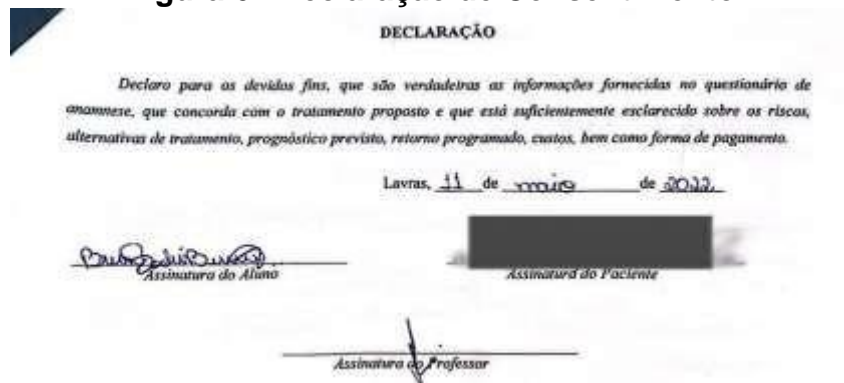 DECLARAÇÃO
Declaro para os devidos fins, que são verdadeiras as informações fornecidas no questionário de
anamnese, que concorda com o tratamento proposto e que está suficientemente esclarecido sobre os riscos,
alternativas de tratamento, prognóstico previsto, retorno programado, custos, bem como forma de pagamento.
Lavras, 11 de maio de 2022
Assinatura do Aluno
Assinatura do Paciente
Assinatura do Professor